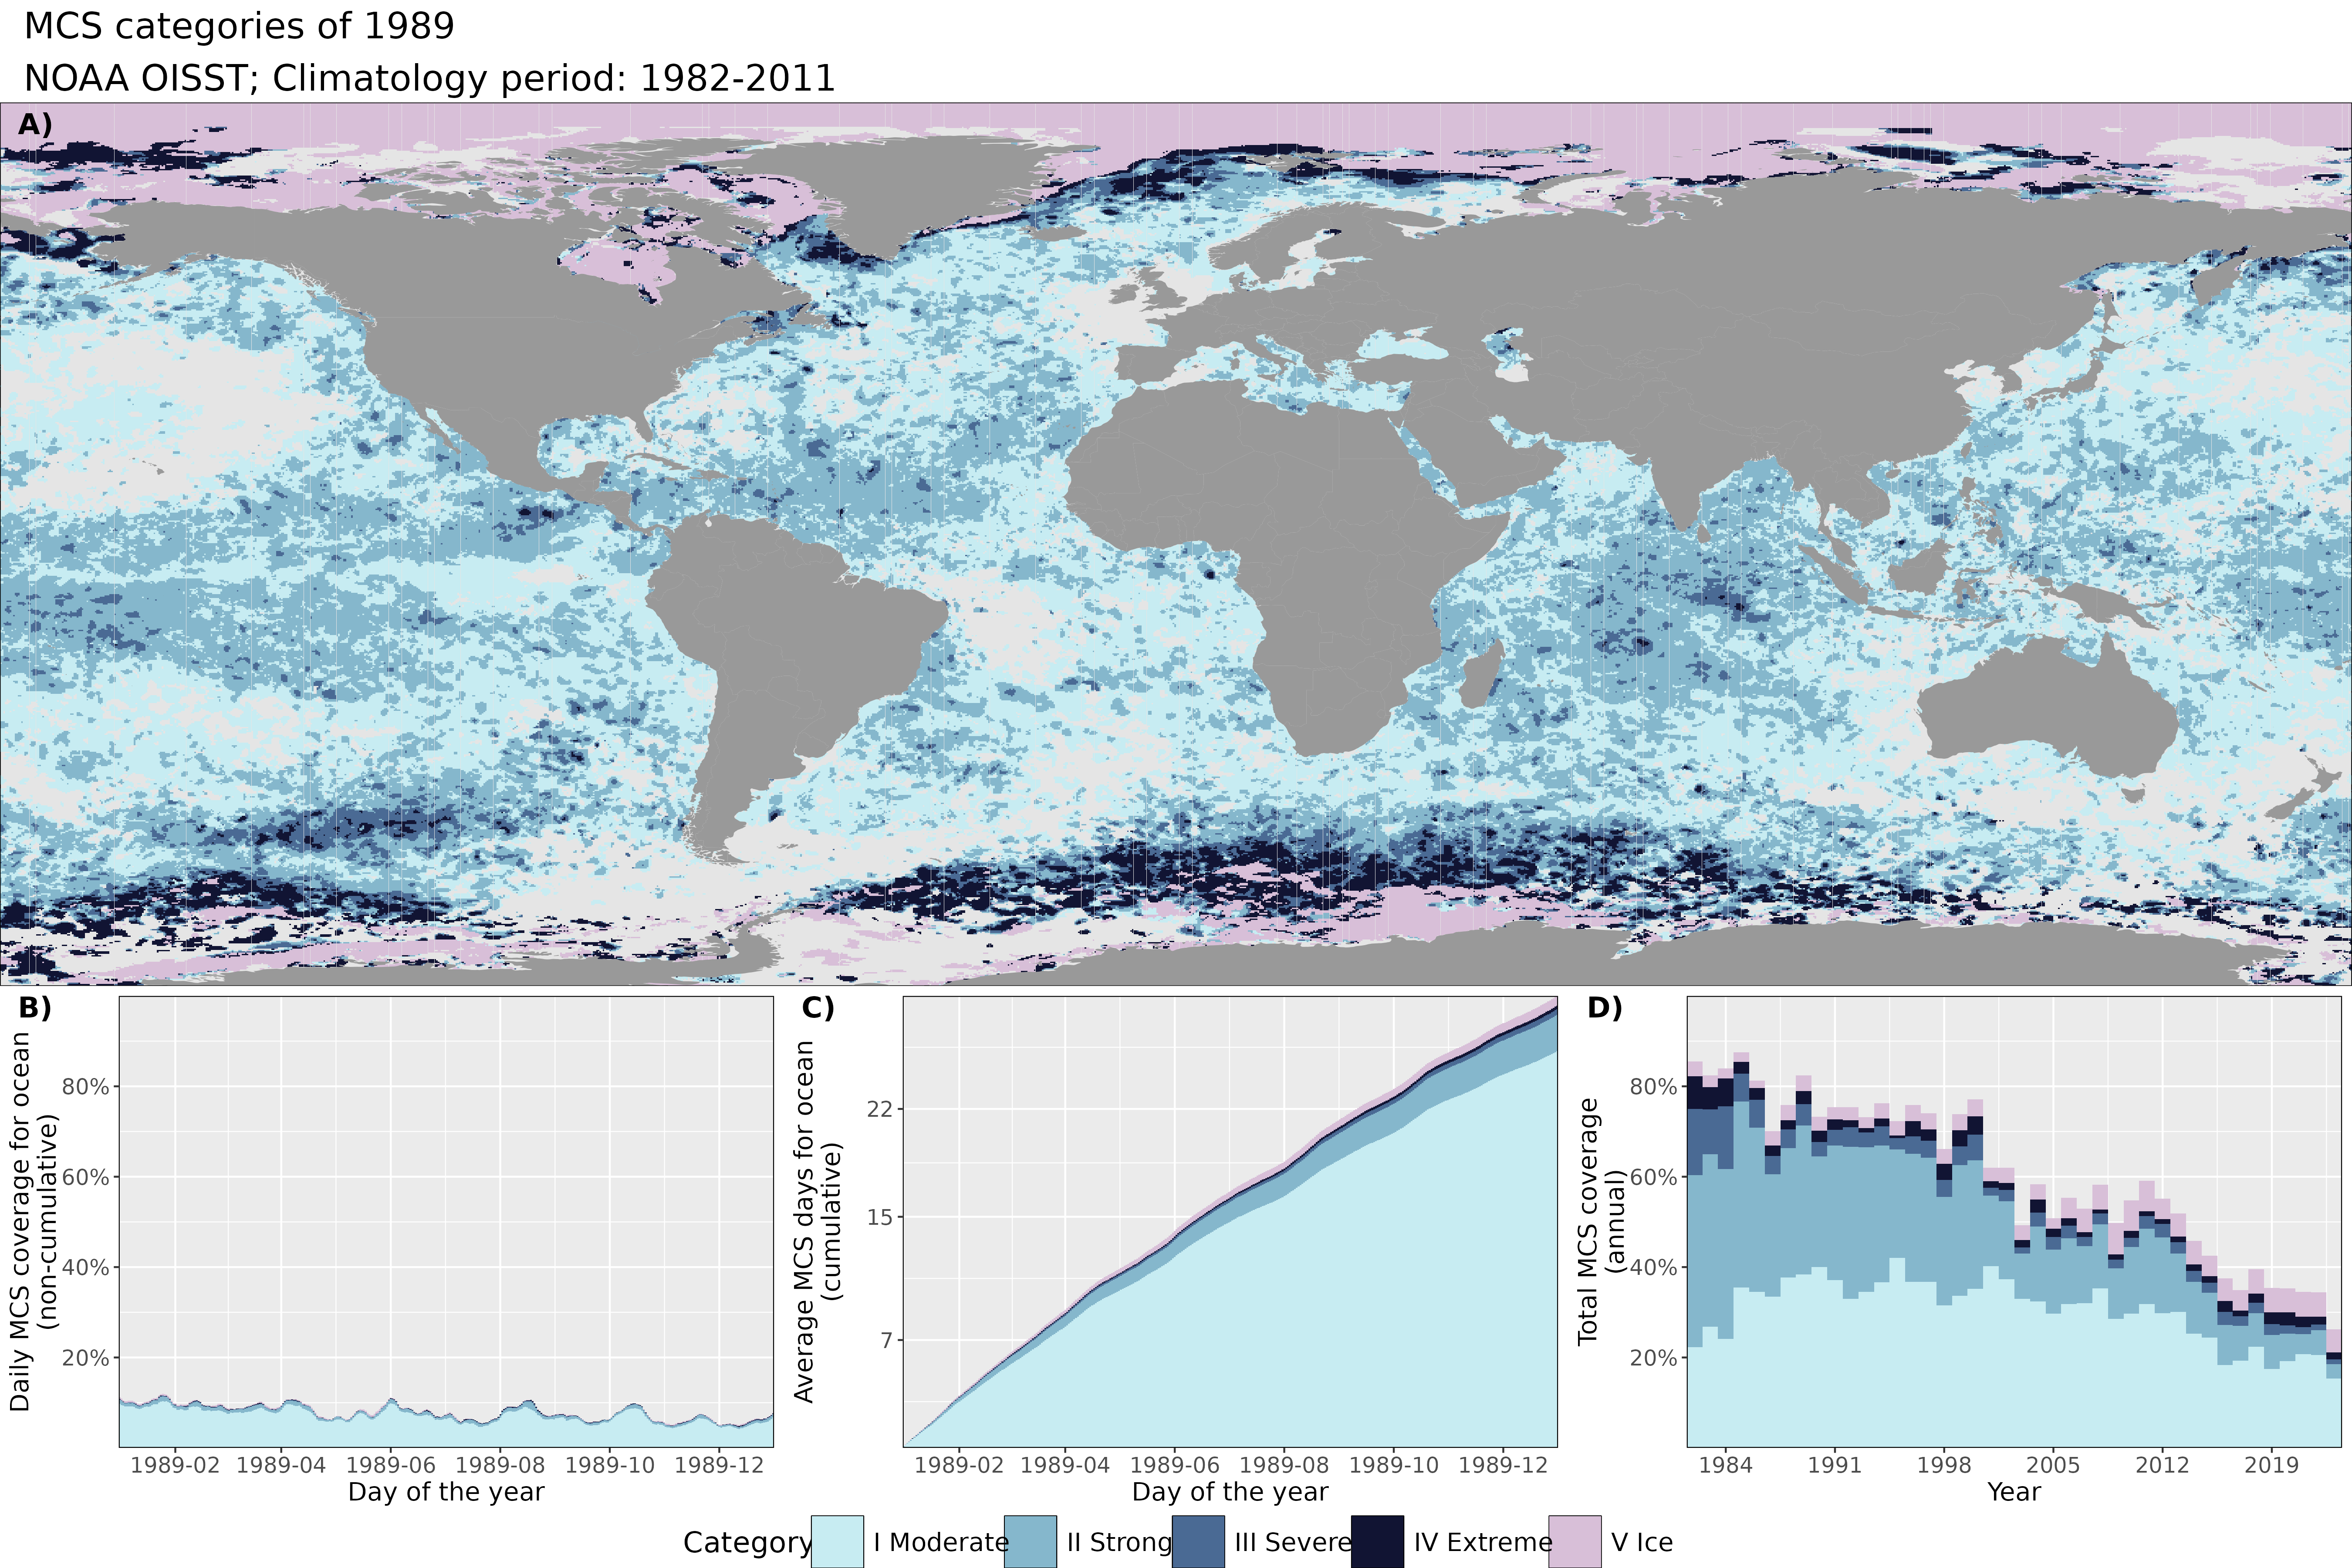 MCS categories of 1989
NOAA OISST; Climatology period: 1982-2011
A)
B)
Daily MCS coverage for ocean
(non-cumulative)
80%
60%
40%
20%
1989-02 1989-04 1989-06 1989-08 1989-10 1989-12
Day of the year
C)
Average MCS days for ocean
(cumulative)
22
15
7
1989-02 1989-04 1989-06 1989-08 1989-10 1989-12
Day of the year
D)
Total MCS coverage
(annual)
80%
60%
40%
20%
1984 1991 1998 2005 2012 2019
Year
Category I Moderate II Strong III Severe IV Extreme V Ice